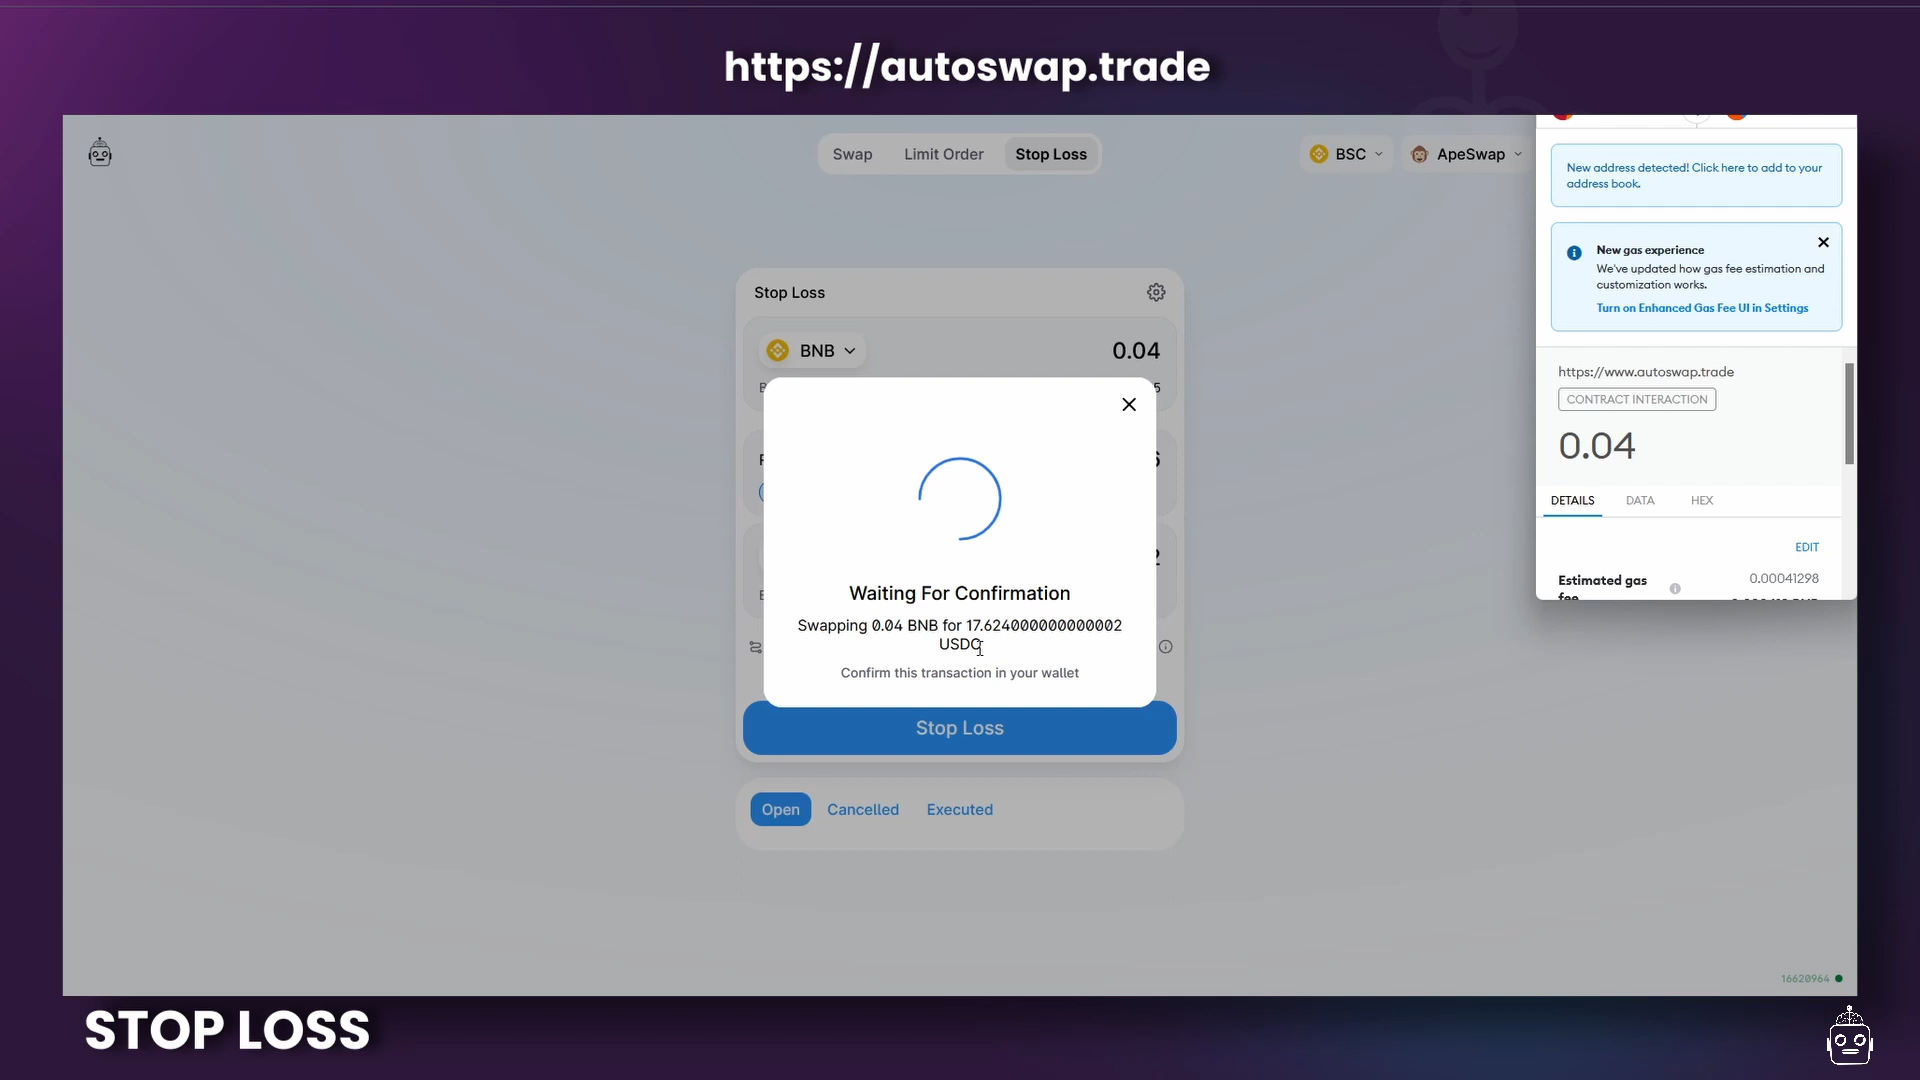 https://autoswap.trade
Swap Limit Order Stop Loss
BSC ApeSwap
New address detected! Click here to add to your
address book.
New gas experience
We've updated how gas fee estimation and
customization works.
Turn on Enhanced Gas Fee UI in Settings
https://www.autoswap.trade
CONTRACT INTERACTION
0.04
DETAILS DATA HEX
EDIT
Estimated gas 0.00041298
fee
Stop Loss
BNB 0.04
Waiting For Confirmation
Swapping 0.04 BNB for 17.624000000000002
USDC
Confirm this transaction in your wallet
Stop Loss
Open Cancelled Executed
16620964
STOP LOSS